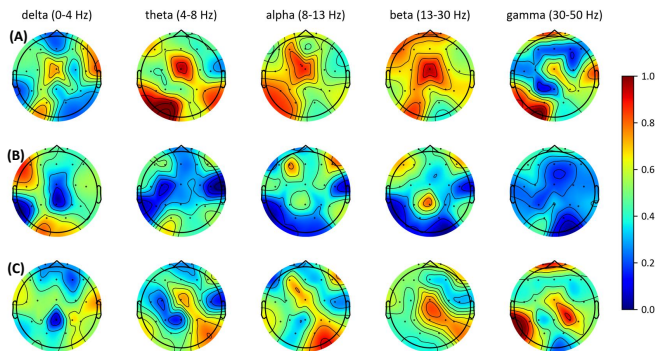 delta (0-4 Hz) theta (4-8 Hz) alpha (8-13 Hz) beta (13-30 Hz) gamma (30-50 Hz)
(A)
1.0
0.8
(B)
0.6
0.4
0.2
(C)
0.0